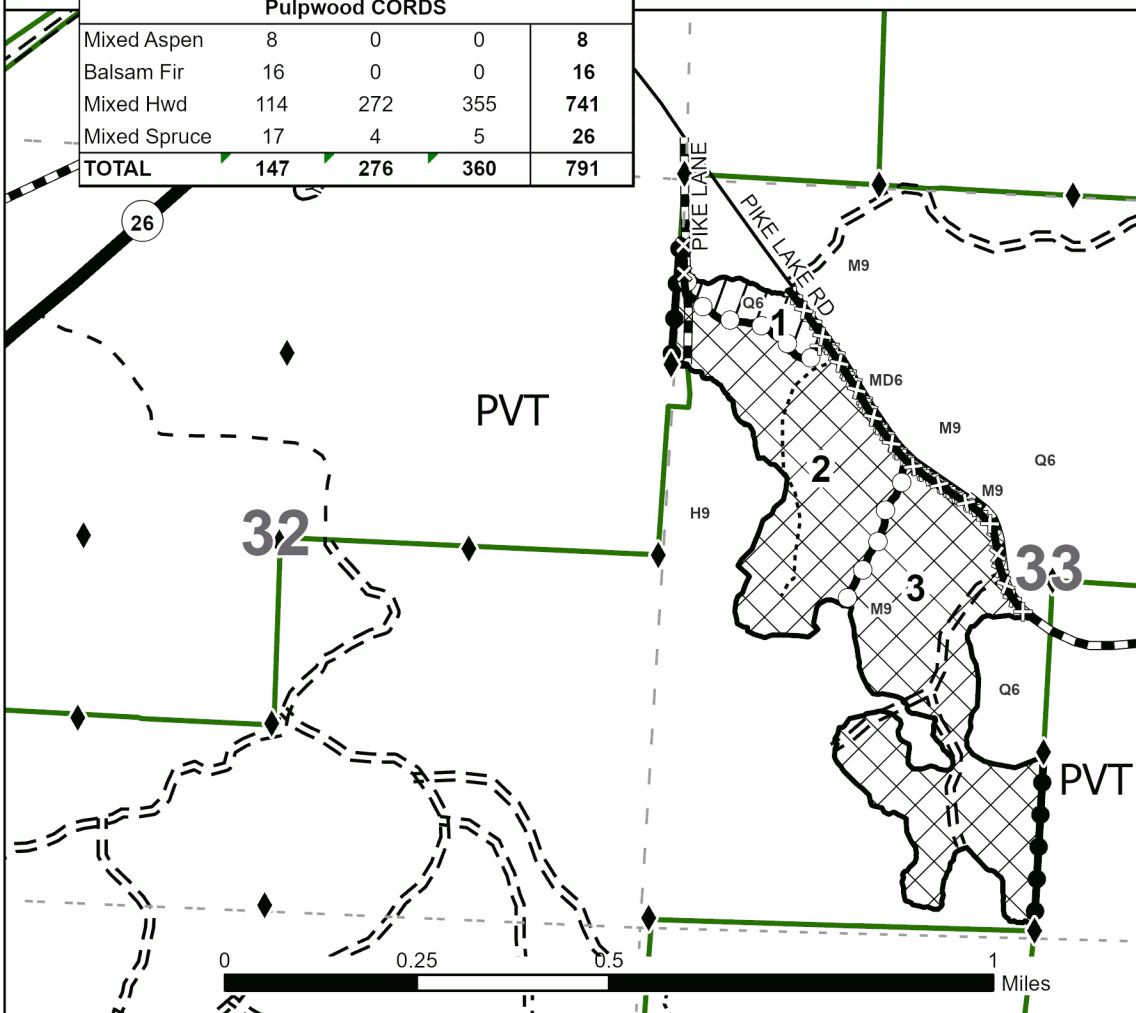 Pulpwood CORDS
Mixed Aspen 8 0 0 8
Balsam Fir 16 0 0 16
Mixed Hwd 114 272 355 741
Mixed Spruce 17 4 5 26
TOTAL 147 276 360 791
26
PIKE LANE
PIKE LAKE RD
M9
Q6
1
MD6
PVT
M9
2
Q6
M9
H9
32
33
3
M9
Q6
PVT
0 0.25 0.5 1
Miles